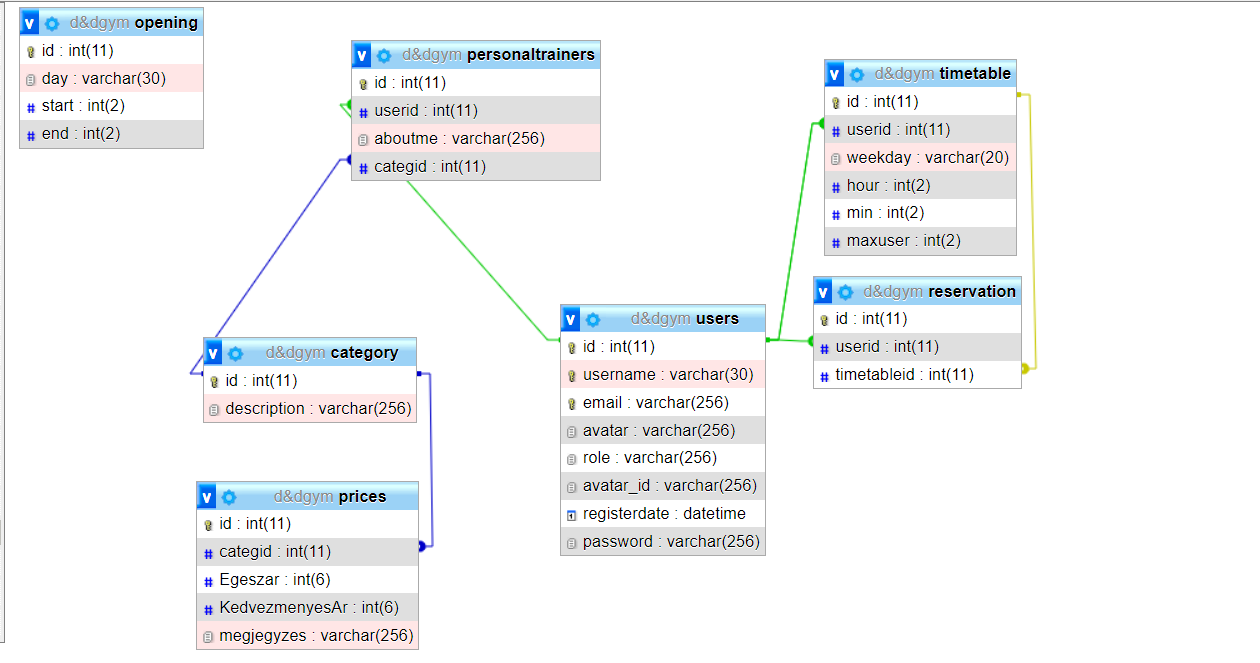 v d&dgym opening
id : int(11)
day : varchar(30)
# start : int(2)
# end : int(2)
v d&dgym personaltrainers
id : int(11)
# userid : int(11)
aboutme : varchar(256)
# categid : int(11)
v d&dgym timetable
id : int(11)
# userid : int(11)
weekday : varchar(20)
# hour : int(2)
# min : int(2)
# maxuser : int(2)
v d&dgym reservation
id : int(11)
# userid : int(11)
# timetableid : int(11)
v d&dgym users
id : int(11)
username : varchar(30)
email : varchar(256)
avatar : varchar(256)
role : varchar(256)
avatar_id : varchar(256)
registerdate : datetime
password : varchar(256)
v d&dgym category
id : int(11)
description : varchar(256)
v d&dgym prices
id : int(11)
# categid : int(11)
# Egeszar : int(6)
# KedvezmenyesAr : int(6)
megjegyzes : varchar(256)